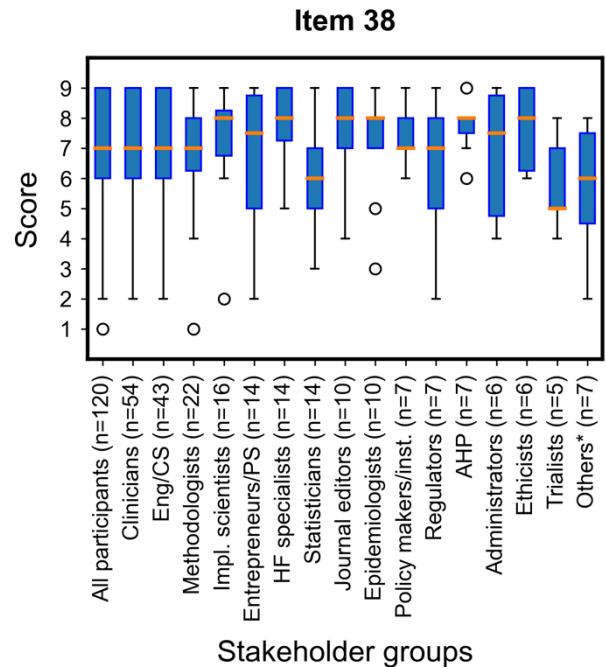 Item 38
Score
9
8
7
6
5
4
3
2
1
All participants (n=120)
Clinicians (n=54)
Eng/CS (n=43)
Methodologists (n=22)
Impl. scientists (n=16)
Entrepreneurs/PS (n=14)
HF specialists (n=14)
Statisticians (n=14)
Journal editors (n=10)
Epidemiologists (n=10)
Policy makers/inst. (n=7)
Regulators (n=7)
AHP (n=7)
Administrators (n=6)
Ethicists (n=6)
Trialists (n=5)
Others* (n=7)
Stakeholder groups